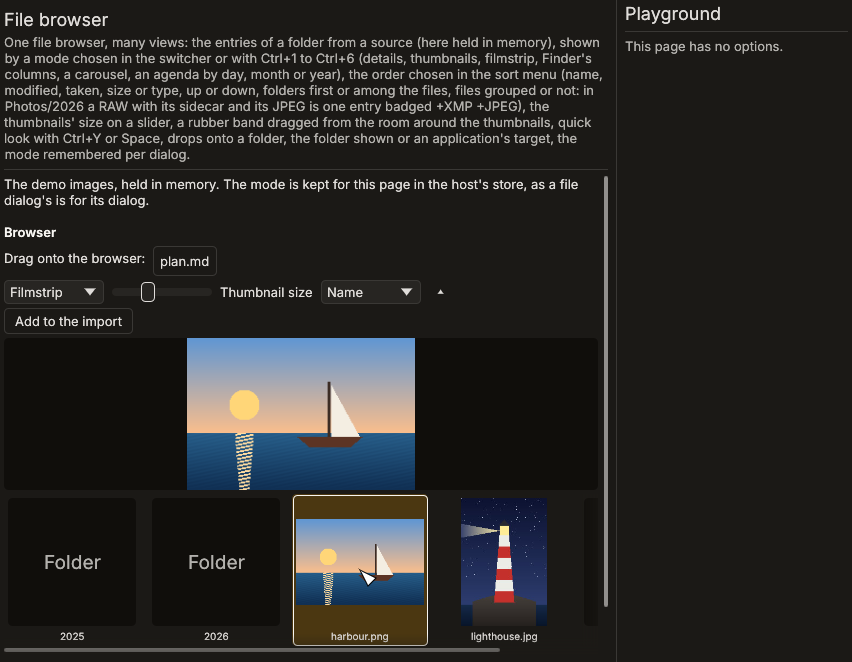 File browser
One file browser, many views: the entries of a folder from a source (here held in memory), shown
by a mode chosen in the switcher or with Ctrl+1 to Ctrl+6 (details, thumbnails, filmstrip, Finder's
columns, a carousel, an agenda by day, month or year), the order chosen in the sort menu (name,
modified, taken, size or type, up or down, folders first or among the files, files grouped or not: in
Photos/2026 a RAW with its sidecar and its JPEG is one entry badged +XMP +JPEG), the
thumbnails' size on a slider, a rubber band dragged from the room around the thumbnails, quick
look with Ctrl+Y or Space, drops onto a folder, the folder shown or an application's target, the
mode remembered per dialog.
The demo images, held in memory. The mode is kept for this page in the host's store, as a file
dialog's is for its dialog.
Browser
Drag onto the browser: plan.md
Filmstrip Thumbnail size Name
Add to the import
Folder Folder
2025 2026 harbour.png lighthouse.jpg
Playground
This page has no options.